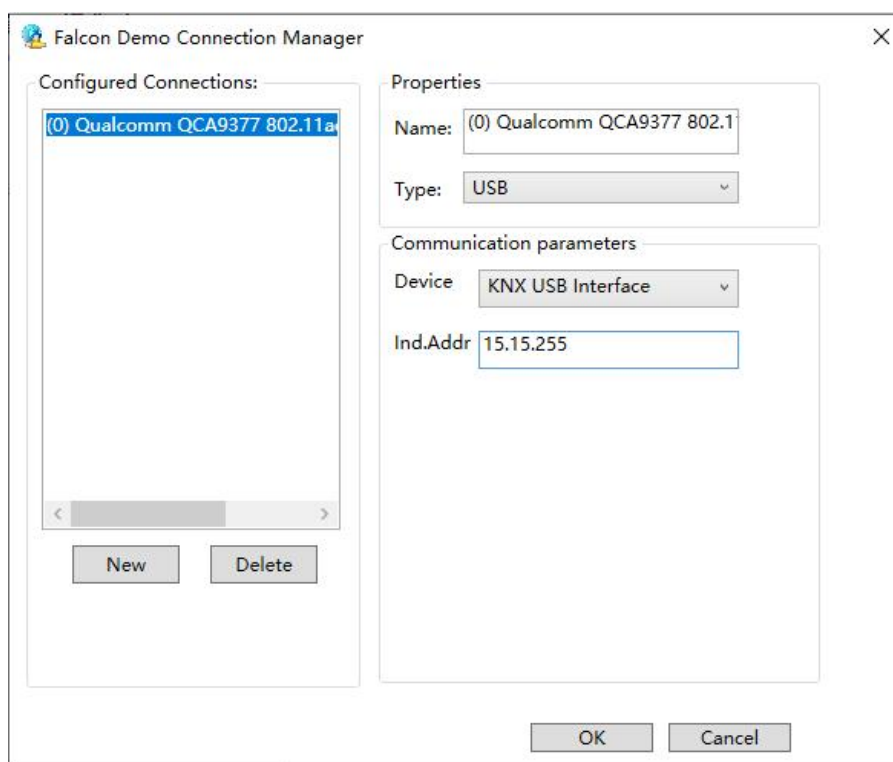 Falcon Demo Connection Manager
Configured Connections:
(0) Qualcomm QCA9377 802.11a
New
Delete
Properties
Name: (0) Qualcomm QCA9377 802.1
Type: USB
Communication parameters
Device KNX USB Interface
Ind.Addr 15.15.255
OK
Cancel